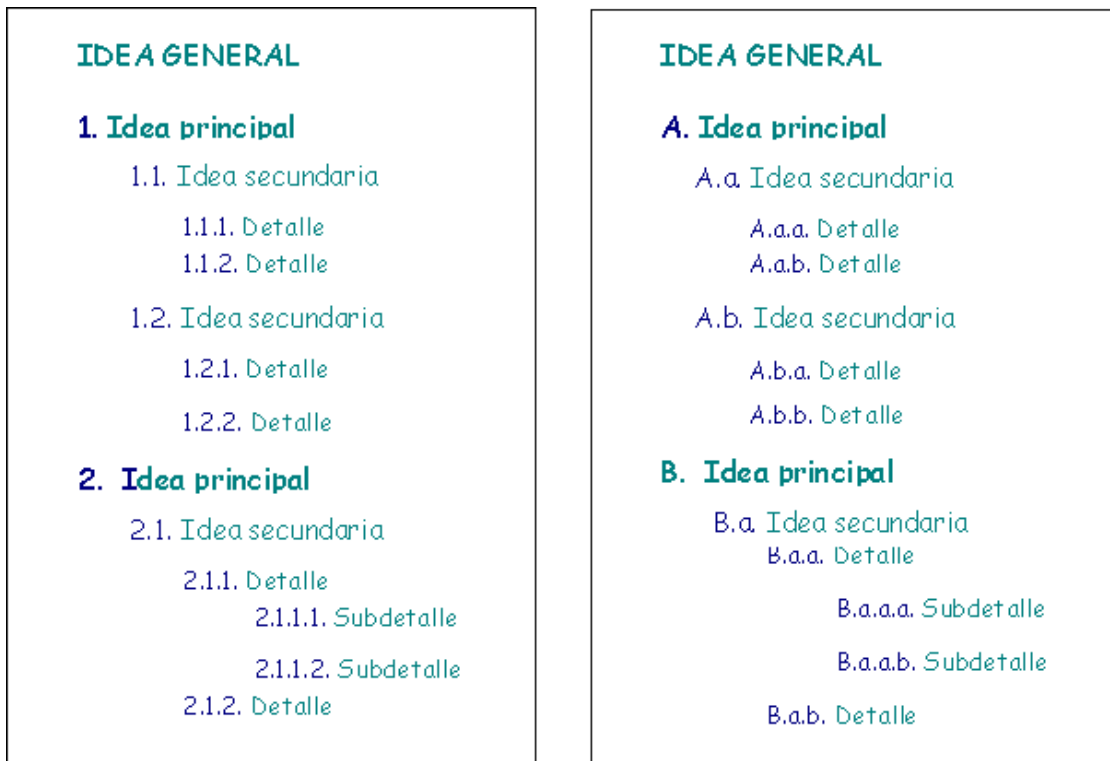 IDEA GENERAL
1. Idea principal
1.1. Idea secundaria
1.1.1. Detalle
1.1.2. Detalle
1.2. Idea secundaria
1.2.1. Detalle
1.2.2. Detalle
2. Idea principal
2.1. Idea secundaria
2.1.1. Detalle
2.1.1.1. Subdetalle
2.1.1.2. Subdetalle
2.1.2. Detalle
IDEA GENERAL
A. Idea principal
A.a Idea secundaria
A.a.a. Detalle
A.a.b. Detalle
A.b. Idea secundaria
A.b.a. Detalle
A.b.b. Detalle
B. Idea principal
B.a Idea secundaria
B.a.a. Detalle
B.a.a.a. Subdetalle
B.a.a.b. Subdetalle
B.a.b. Detalle